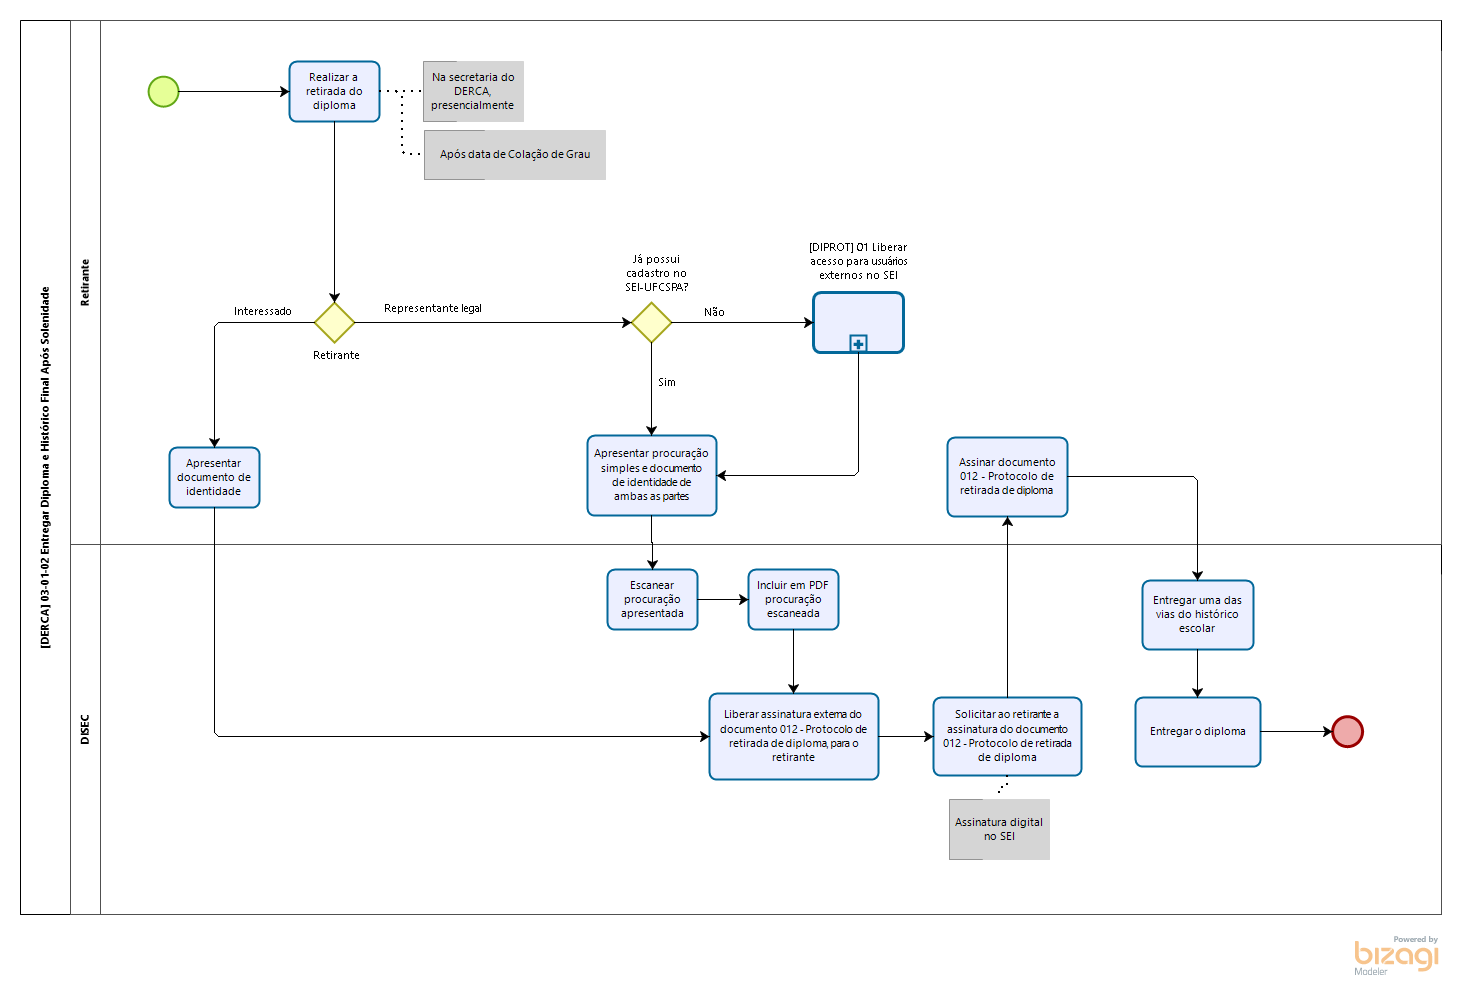 [DERCA] 03-01-02 Entregar Diploma e Histórico Final Após Solenidade
Retirante
Realizar a
retirada do
diploma
Na secretaria do
DERCA,
presencialmente
Após data de Colação de Grau
Interessado
Retirante
Representante legal
Já possui
cadastro no
SEI-UFCSPA?
Não
Sim
[DIPROT] 01 Liberar
acesso para usuários
externos no SEI
Apresentar
documento de
identidade
Apresentar procuração
simples e documento
de identidade de
ambas as partes
Assinar documento
012 - Protocolo de
retirada de diploma
DISEC
Escanear
procuração
apresentada
Incluir em PDF
procuração
escaneada
Entregar uma das
vias do histórico
escolar
Liberar assinatura externa do
documento 012 - Protocolo de
retirada de diploma, para o
retirante
Solicitar ao retirante a
assinatura do documento
012 - Protocolo de retirada
de diploma
Entregar o diploma
Assinatura digital
no SEI
Powered by
bizagi
Modeler